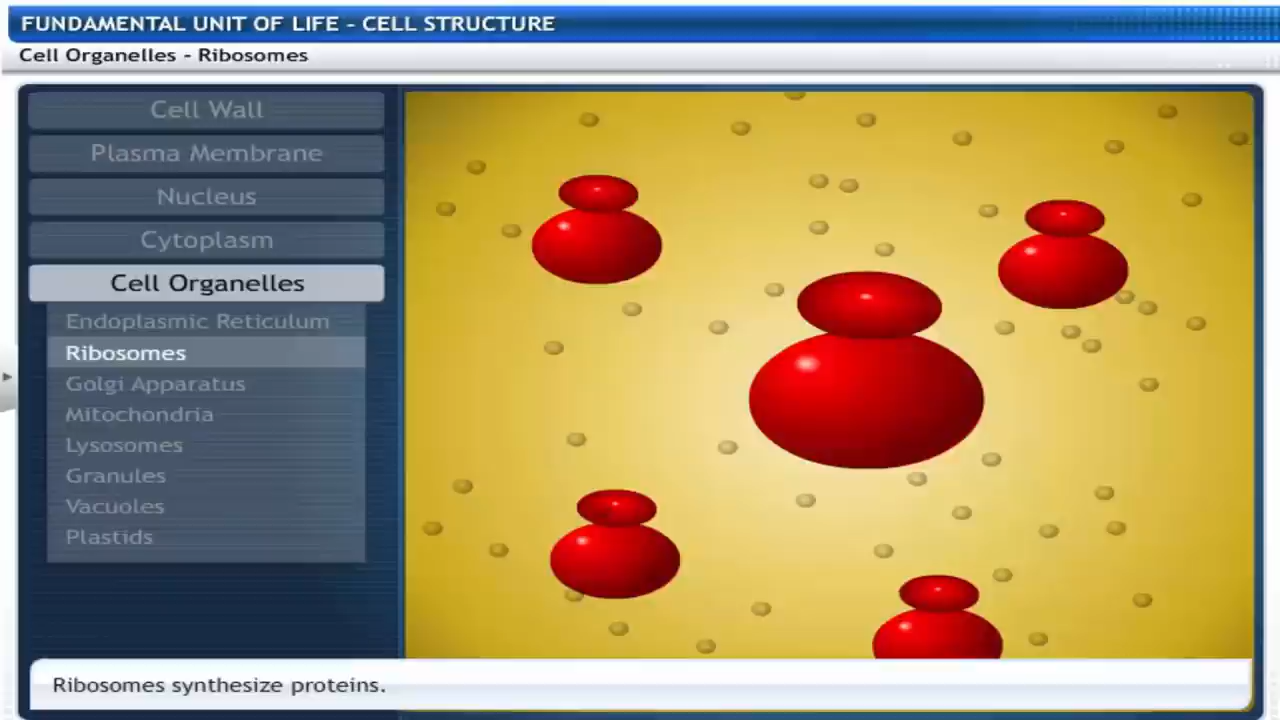 FUNDAMENTAL UNIT OF LIFE - CELL STRUCTURE
Cell Organelles - Ribosomes
Cell Wall
Plasma Membrane
Nucleus
Cytoplasm
Cell Organelles
Endoplasmic Reticulum
Ribosomes
Golgi Apparatus
Mitochondria
Lysosomes
Granules
Vacuoles
Plastids
Ribosomes synthesize proteins.